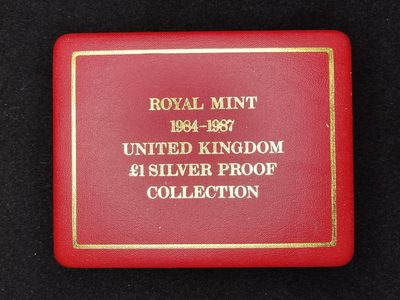 ROYAL MINT
1984-1987
UNITED KINGDOM
£1 SILVER PROOF
COLLECTION